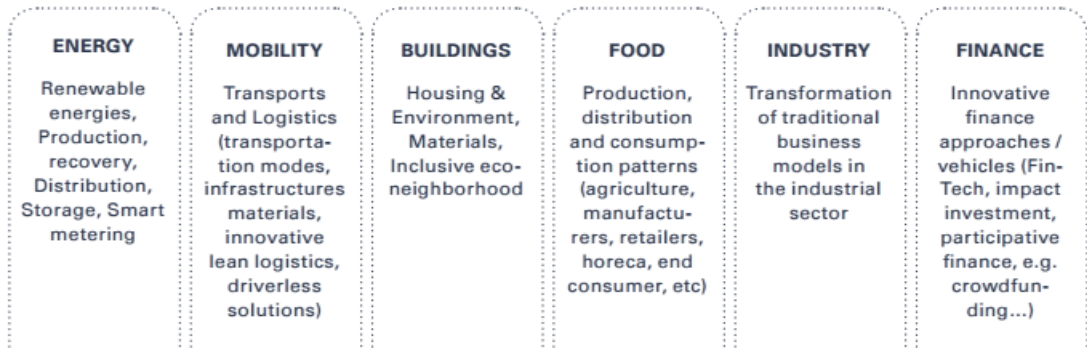 ENERGY
Renewable
energies,
Production,
recovery,
Distribution,
Storage, Smart
metering
MOBILITY
Transports
and Logistics
(transporta-
tion modes,
infrastructures
materials,
innovative
lean logistics,
driverless
solutions)
BUILDINGS
Housing &
Environment,
Materials,
Inclusive eco-
neighborhood
FOOD
Production,
distribution
and consump-
tion patterns
(agriculture,
manufactu-
rers, retailers,
horeca, end
consumer, etc)
INDUSTRY
Transformation
of traditional
business
models in
the industrial
sector
FINANCE
Innovative
finance
approaches /
vehicles (Fin-
Tech, impact
investment,
participative
finance, e.g.
crowdfun-
ding...)